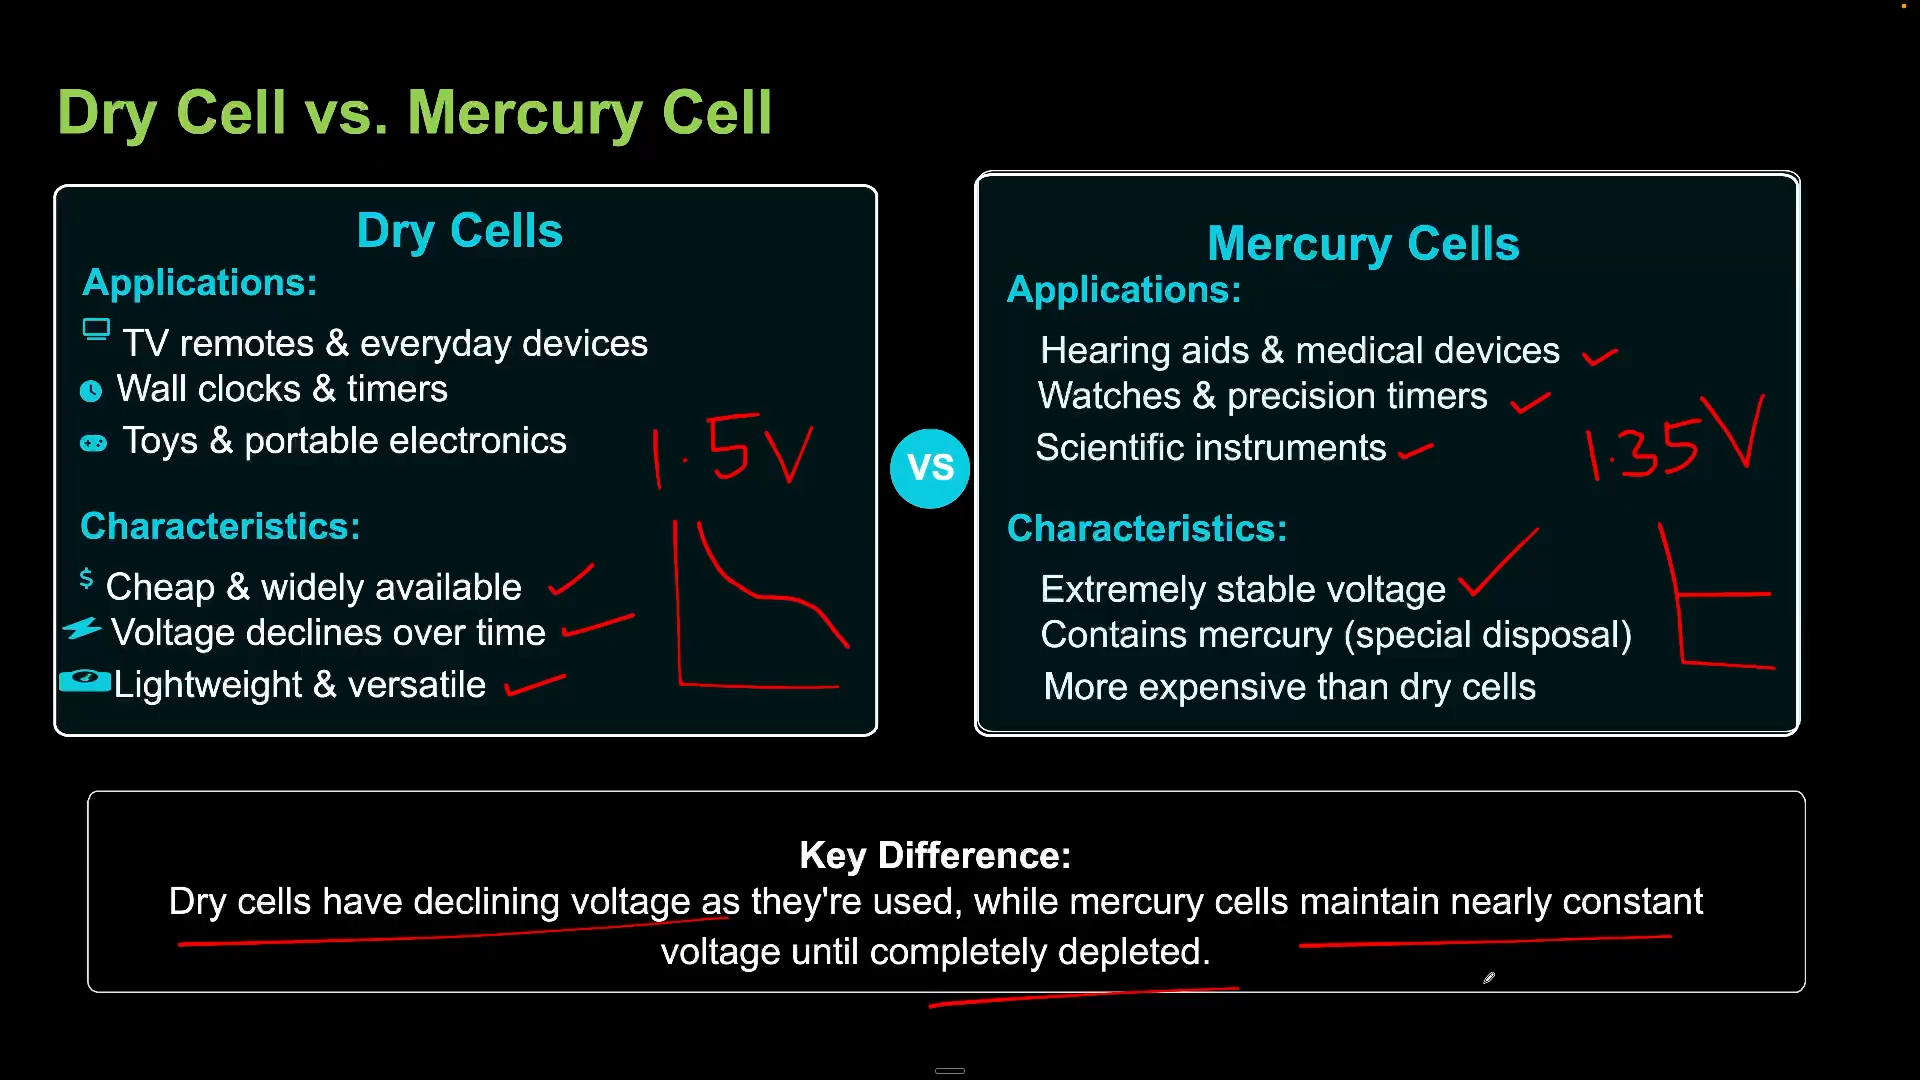 Dry Cell vs. Mercury Cell
Dry Cells
Applications:
TV remotes & everyday devices
Wall clocks & timers
Toys & portable electronics
1.5V
Characteristics:
$ Cheap & widely available
Voltage declines over time
Lightweight & versatile
VS
Mercury Cells
Applications:
Hearing aids & medical devices
Watches & precision timers
Scientific instruments
1.35V
Characteristics:
Extremely stable voltage
Contains mercury (special disposal)
More expensive than dry cells
Key Difference:
Dry cells have declining voltage as they're used, while mercury cells maintain nearly constant
voltage until completely depleted.